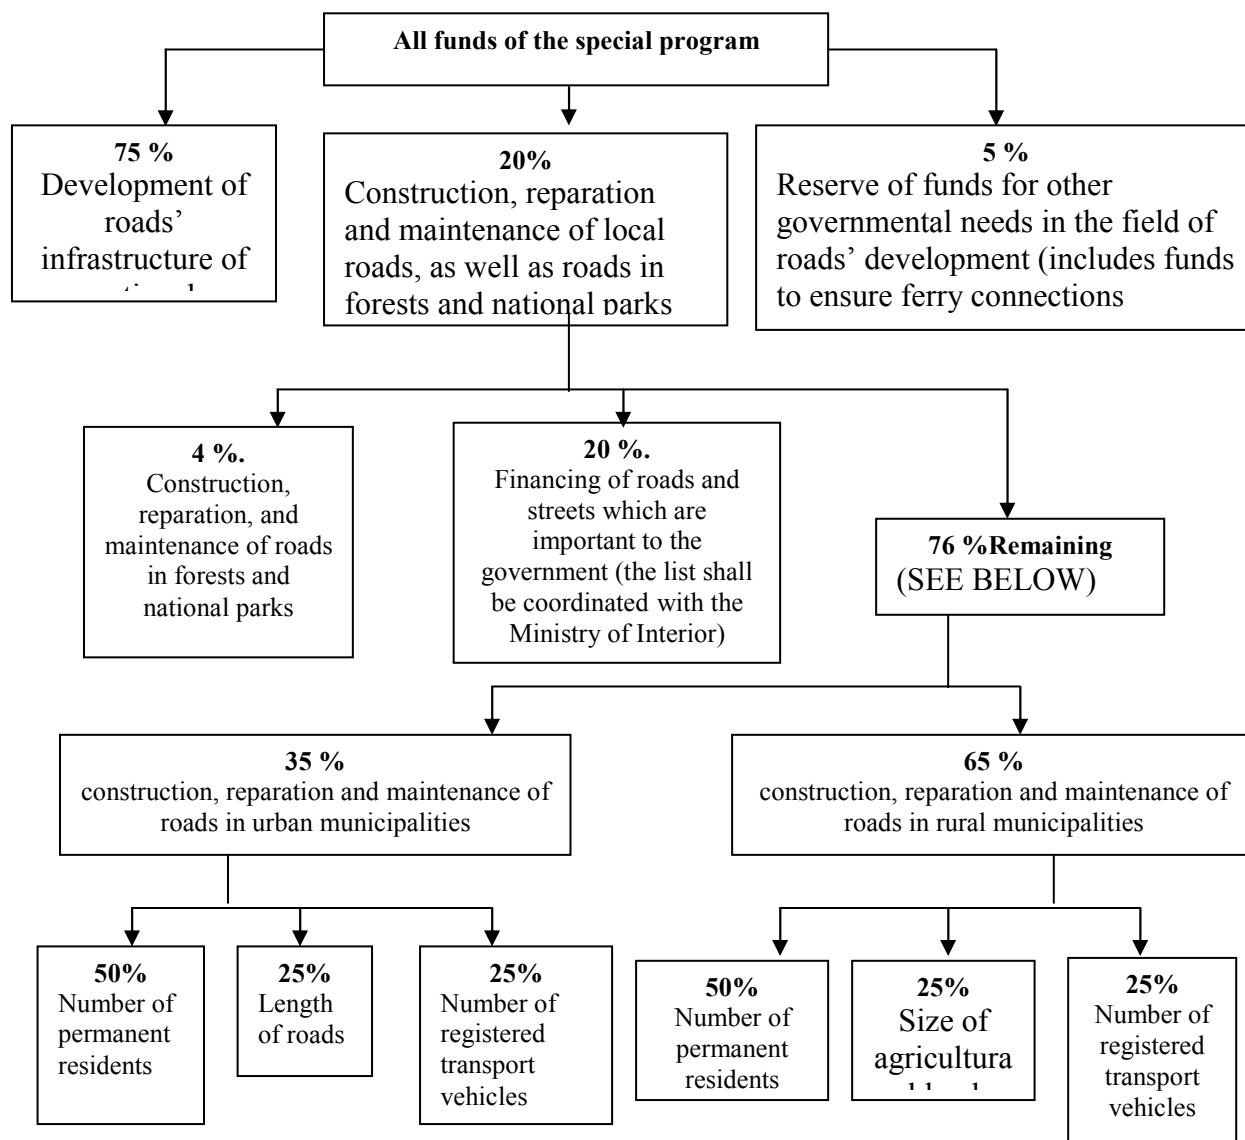 All funds of the special program
75 %
Development of
roads’
infrastructure of
20%
Construction, reparation
and maintenance of local
roads, as well as roads in
forests and national parks
5 %
Reserve of funds for other
governmental needs in the field of
roads’ development (includes funds
to ensure ferry connections
4 %.
Construction,
reparation, and
maintenance of roads
in forests and
national parks
20 %.
Financing of roads and
streets which are
important to the
government (the list shall
be coordinated with the
Ministry of Interior)
76 %Remaining
(SEE BELOW)
35 %
construction, reparation and maintenance of
roads in urban municipalities
65 %
construction, reparation and maintenance of
roads in rural municipalities
50%
Number of
permanent
residents
25%
Length
of roads
25%
Number of
registered
transport
vehicles
50%
Number of
permanent
residents
25%
Size of
agricultura
25%
Number of
registered
transport
vehicles